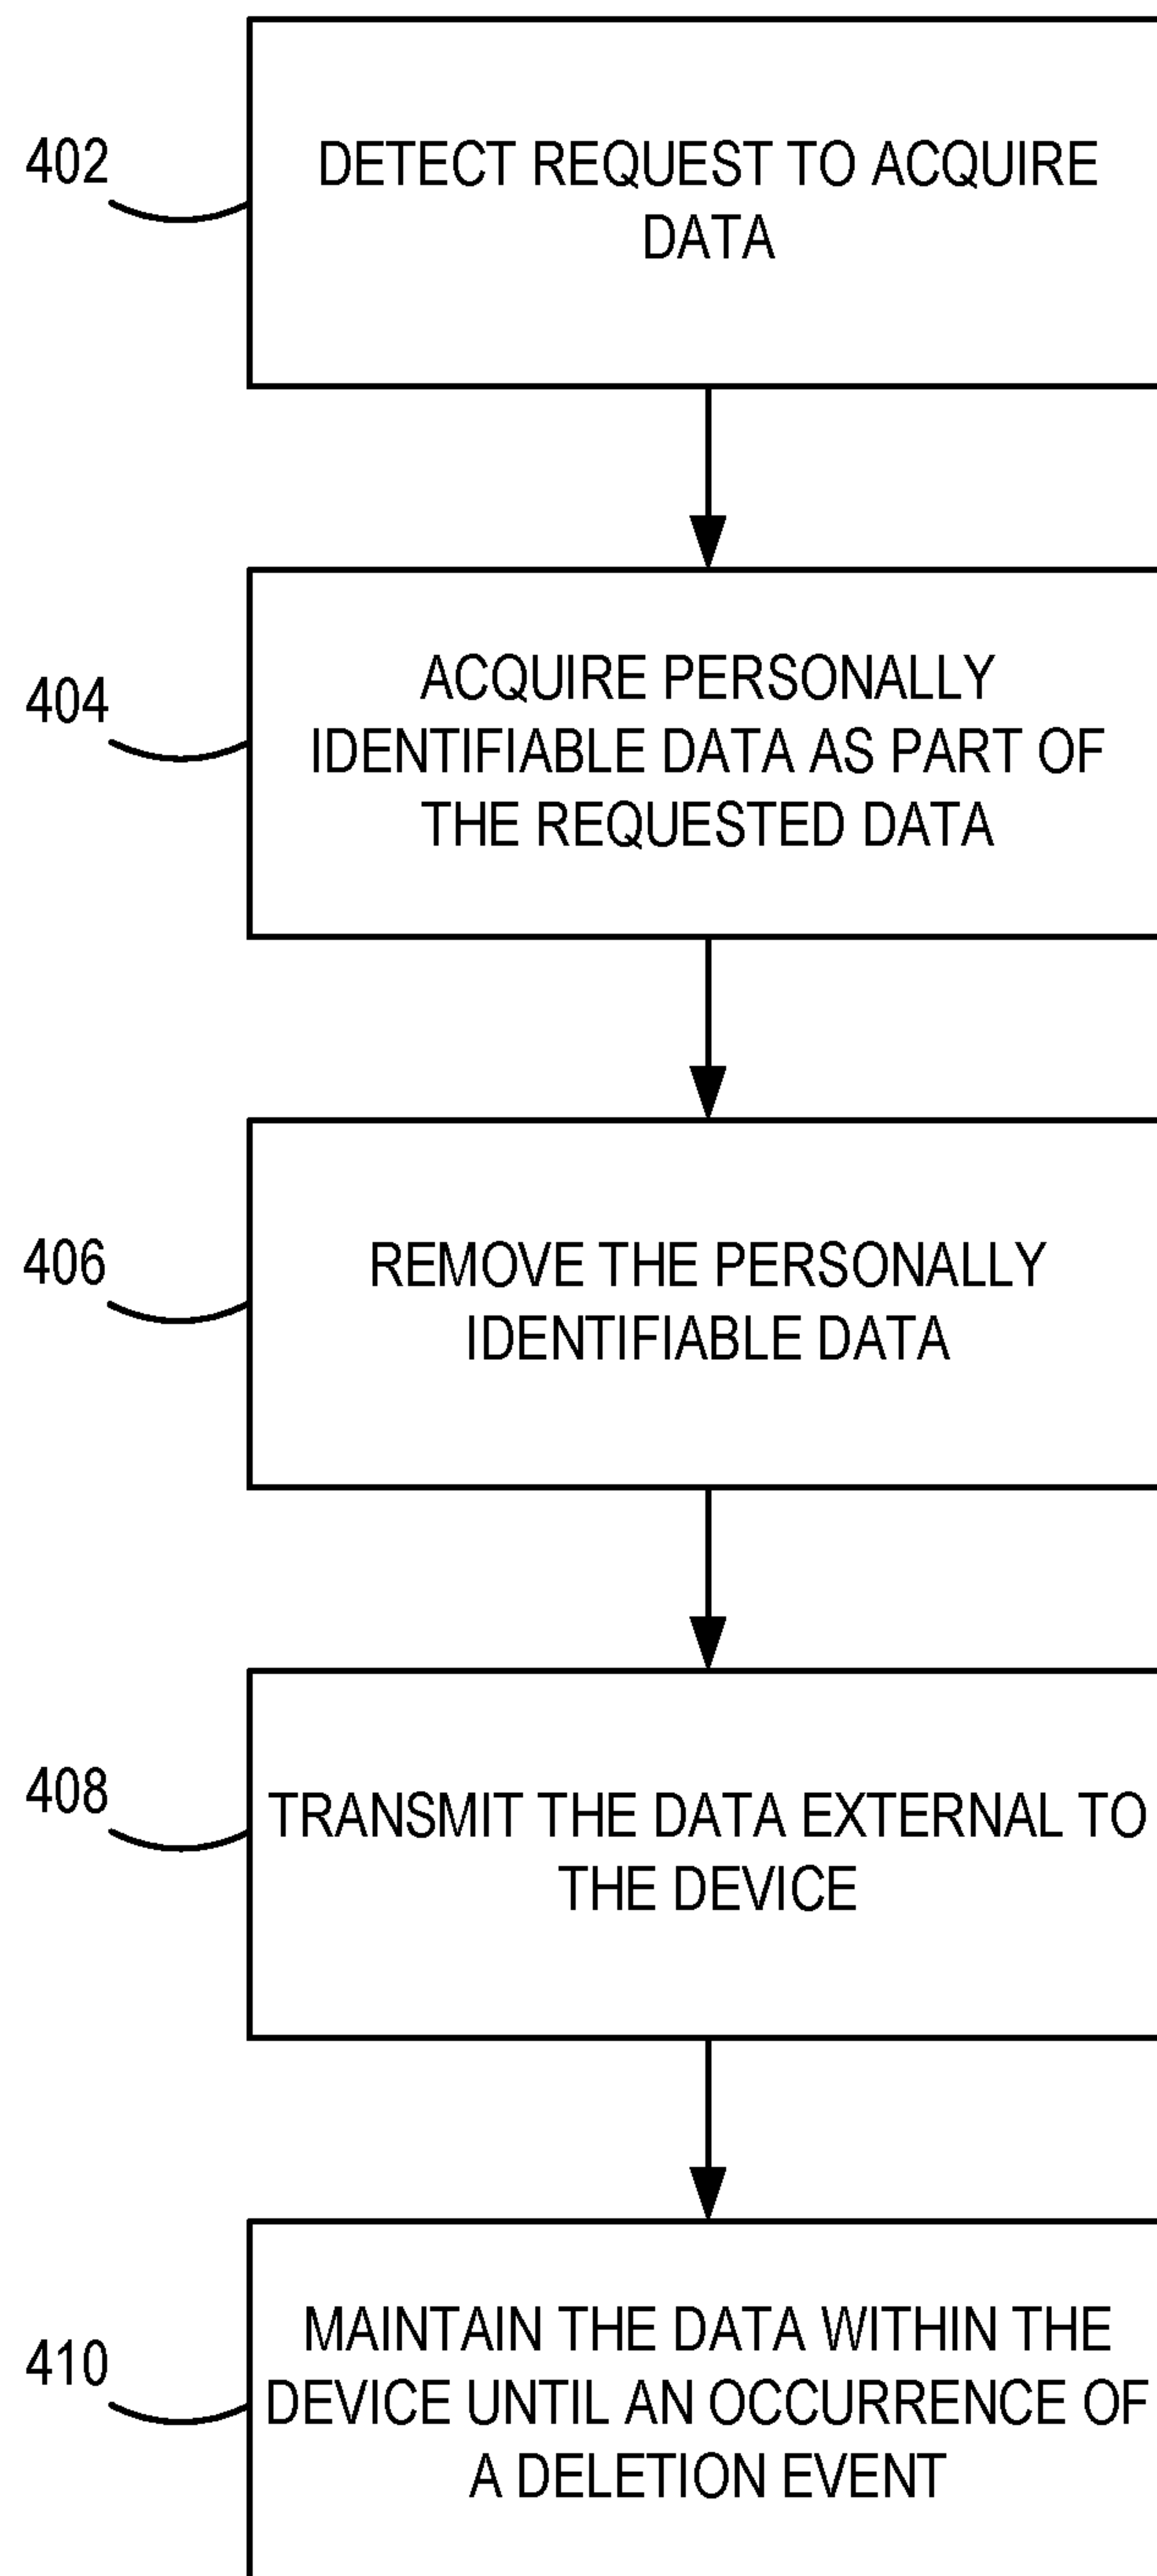 402
DETECT REQUEST TO ACQUIRE
DATA
404
ACQUIRE PERSONALLY
IDENTIFIABLE DATA AS PART OF
THE REQUESTED DATA
406
REMOVE THE PERSONALLY
IDENTIFIABLE DATA
408
TRANSMIT THE DATA EXTERNAL TO
THE DEVICE
410
MAINTAIN THE DATA WITHIN THE
DEVICE UNTIL AN OCCURRENCE OF
A DELETION EVENT